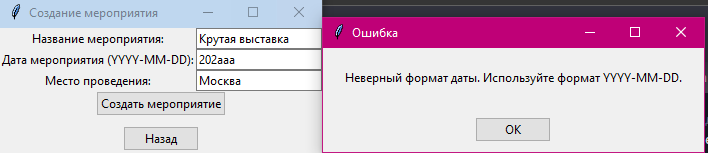 Создание мероприятия
Название мероприятия: Крутая выставка
Дата мероприятия (YYYY-MM-DD): 202aaa
Место проведения: Москва
Создать мероприятие
Назад
Ошибка
Неверный формат даты. Используйте формат YYYY-MM-DD.
OK